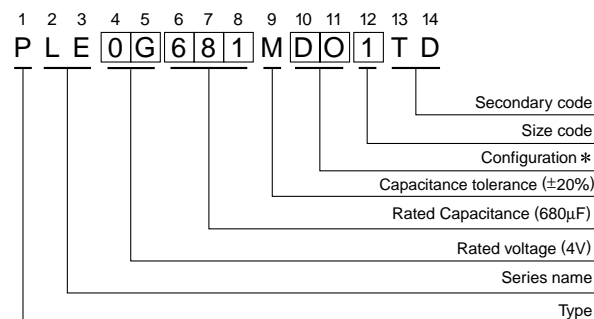 1 2 3 4 5 6 7 8 9 10 11 12 13 14
P L E 0 G 6 8 1 M D O 1 T D
Secondary code
Size code
Configuration *
Capacitance tolerance (±20%)
Rated Capacitance (680µF)
Rated voltage (4V)
Series name
Type